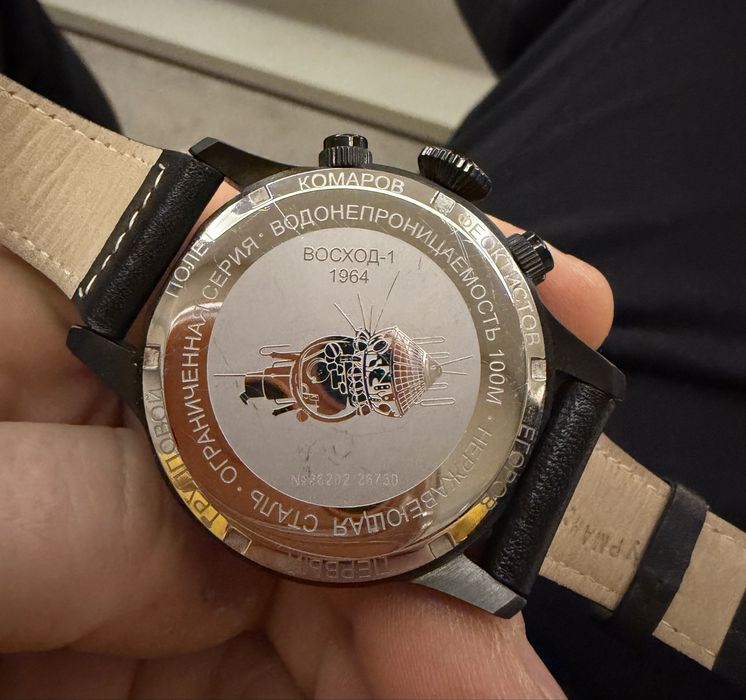 КОМАРОВ
ФЕОКТИСТОВ
ЕГОРОВ
ПЕРВЫЙ
ГРУППОВОЙ
ПОЛЕТ
ВОДОНЕПРОНИЦАЕМОСТЬ 100М · НЕРЖАВЕЮЩАЯ СТАЛЬ · ОГРАНИЧЕННАЯ СЕРИЯ ·
ВОСХОД-1
1964